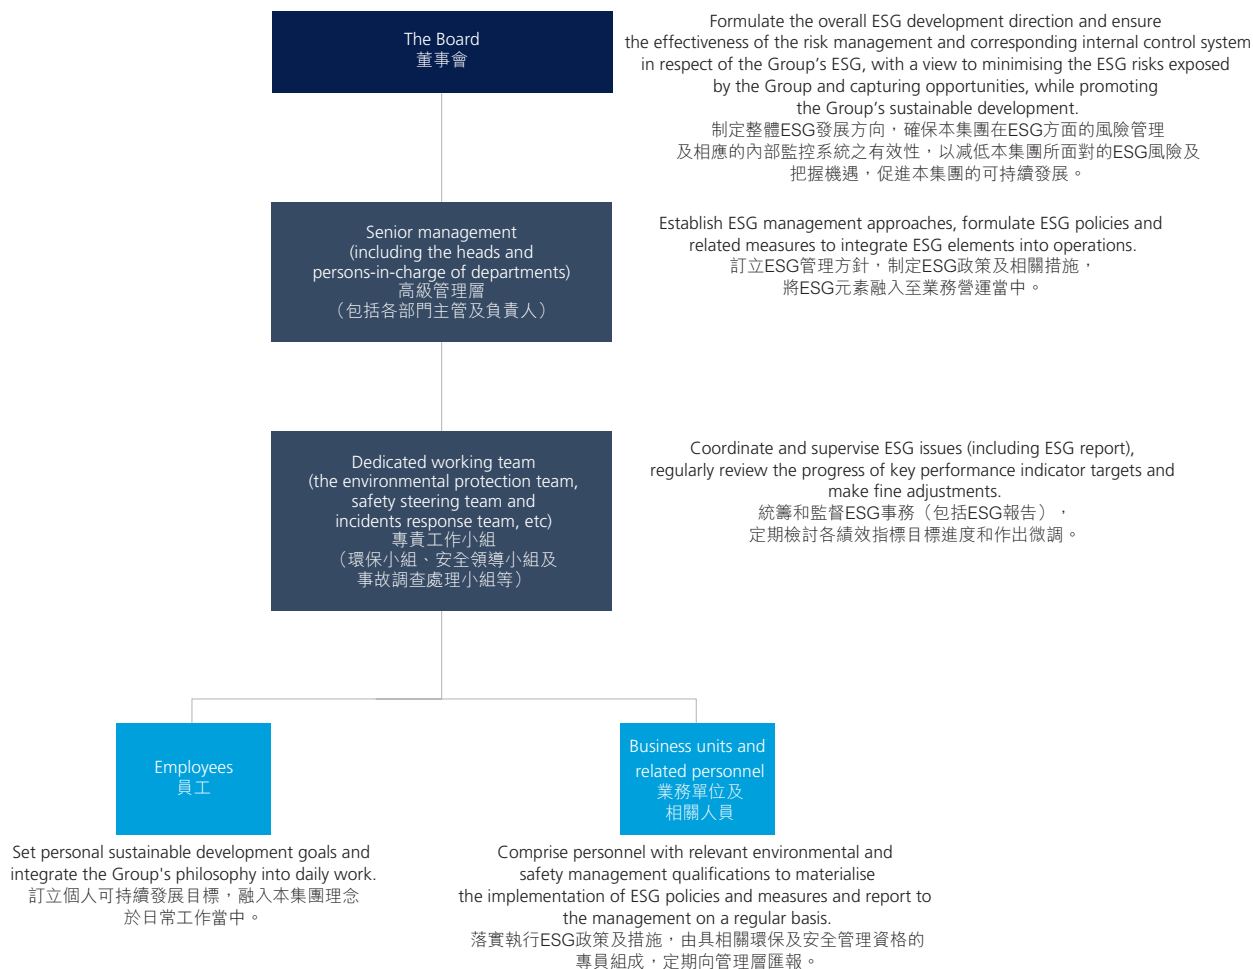 The Board
董事會
Formulate the overall ESG development direction and ensure
the effectiveness of the risk management and corresponding internal control system
in respect of the Group’s ESG, with a view to minimising the ESG risks exposed
by the Group and capturing opportunities, while promoting
the Group’s sustainable development.
制定整體ESG發展方向，確保本集團在ESG方面的風險管理
及相應的內部監控系統之有效性，以減低本集團所面對的ESG風險及
把握機遇，促進本集團的可持續發展。
Senior management
(including the heads and
persons-in-charge of departments)
高級管理層
（包括各部門主管及負責人）
Establish ESG management approaches, formulate ESG policies and
related measures to integrate ESG elements into operations.
訂立ESG管理方針，制定ESG政策及相關措施，
將ESG元素融入至業務營運當中。
Dedicated working team
(the environmental protection team,
safety steering team and
incidents response team, etc)
專責工作小組
（環保小組、安全領導小組及
事故調查處理小組等）
Coordinate and supervise ESG issues (including ESG report),
regularly review the progress of key performance indicator targets and
make fine adjustments.
統籌和監督ESG事務（包括ESG報告），
定期檢討各績效指標目標進度和作出微調。
Employees
員工
Set personal sustainable development goals and
integrate the Group's philosophy into daily work.
訂立個人可持續發展目標，融入本集團理念
於日常工作當中。
Business units and
related personnel
業務單位及
相關人員
Comprise personnel with relevant environmental and
safety management qualifications to materialise
the implementation of ESG policies and measures and report to
the management on a regular basis.
落實執行ESG政策及措施，由具相關環保及安全管理資格的
專員組成，定期向管理層匯報。